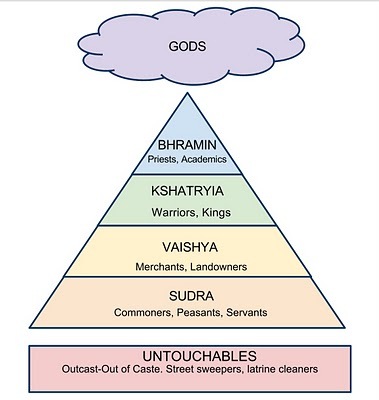 GODS
BHRAMIN
Priests, Academics
KSHATRYIA
Warriors, Kings
VAISHYA
Merchants, Landowners
SUDRA
Commoners, Peasants, Servants
UNTOUCHABLES
Outcast-Out of Caste. Street sweepers, latrine cleaners